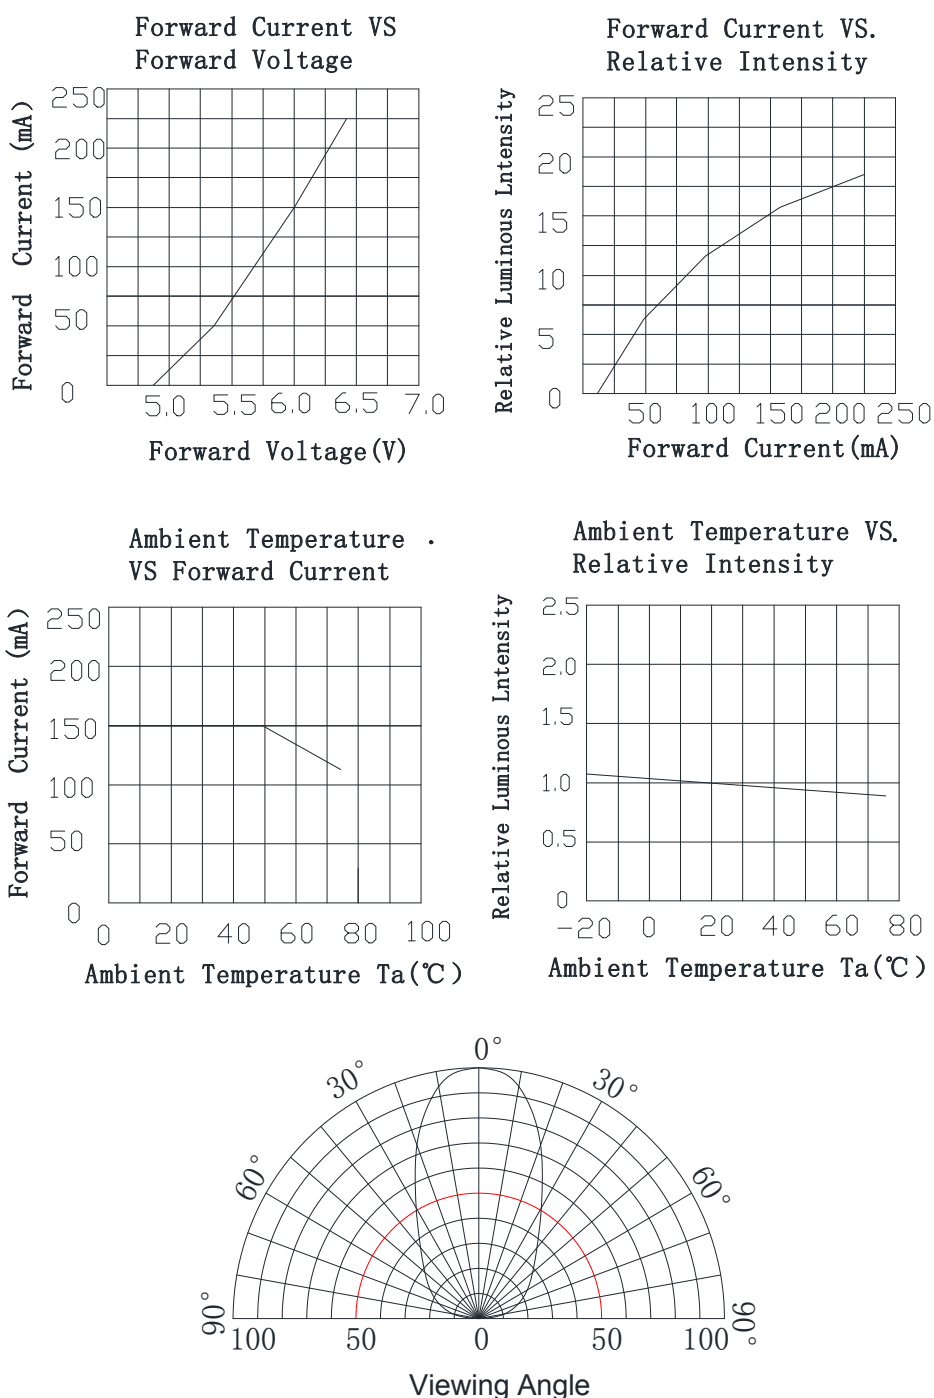 Forward Current VS
Forward Voltage
Forward Current (mA)
250
200
150
100
50
0
5.0 5.5 6.0 6.5 7.0
Forward Voltage(V)
Forward Current VS.
Relative Intensity
Relative Luminous Lntensity
25
20
15
10
5
0
50 100 150 200 250
Forward Current(mA)
Ambient Temperature .
VS Forward Current
Forward Current (mA)
250
200
150
100
50
0
0 20 40 60 80 100
Ambient Temperature Ta(℃)
Ambient Temperature VS.
Relative Intensity
Relative Luminous Lntensity
2.5
2.0
1.5
1.0
0.5
0
-20 0 20 40 60 80
Ambient Temperature Ta(℃)
0°
30° 30°
60° 60°
90° 90°
100 50 0 50 100
Viewing Angle